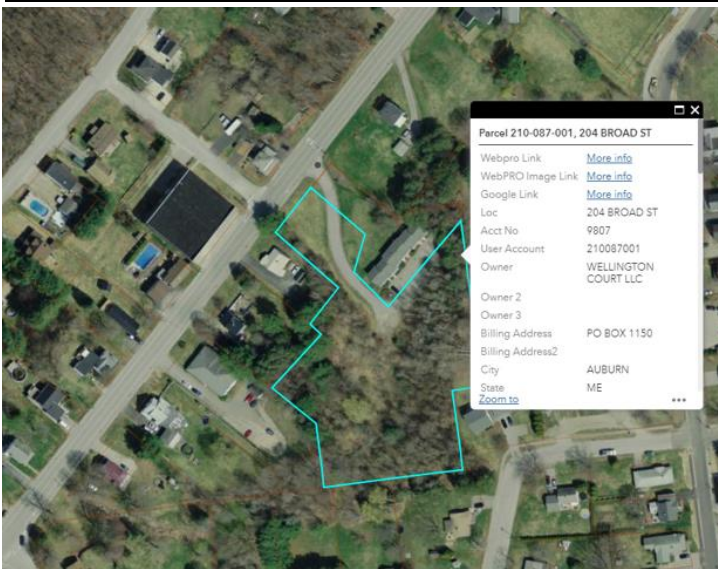 Parcel 210-087-001, 204 BROAD ST
Webpro Link More info
WebPRO Image Link More info
Google Link More info
Loc 204 BROAD ST
Acct No 9807
User Account 210087001
Owner WELLINGTON
COURT LLC
Owner 2
Owner 3
Billing Address PO BOX 1150
Billing Address2
City AUBURN
State ME
Zoom to